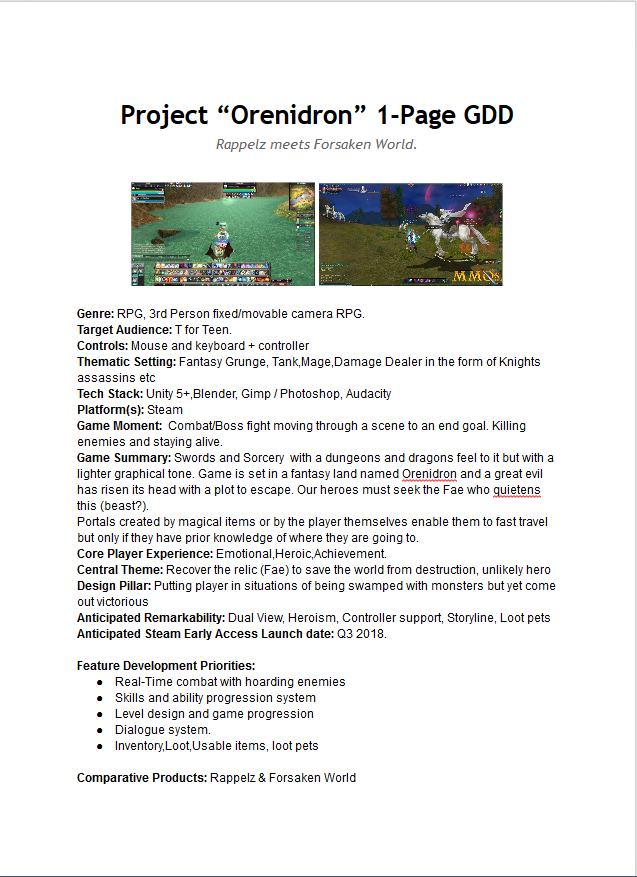 Project “Orenidron” 1-Page GDD
Rappelz meets Forsaken World.
MMOs
Genre: RPG, 3rd Person fixed/movable camera RPG.
Target Audience: T for Teen.
Controls: Mouse and keyboard + controller
Thematic Setting: Fantasy Grunge, Tank,Mage,Damage Dealer in the form of Knights
assassins etc
Tech Stack: Unity 5+,Blender, Gimp / Photoshop, Audacity
Platform(s): Steam
Game Moment:  Combat/Boss fight moving through a scene to an end goal. Killing
enemies and staying alive.
Game Summary: Swords and Sorcery  with a dungeons and dragons feel to it but with a
lighter graphical tone. Game is set in a fantasy land named Orenidron and a great evil
has risen its head with a plot to escape. Our heroes must seek the Fae who quietens
this (beast?).
Portals created by magical items or by the player themselves enable them to fast travel
but only if they have prior knowledge of where they are going to.
Core Player Experience: Emotional,Heroic,Achievement.
Central Theme: Recover the relic (Fae) to save the world from destruction, unlikely hero
Design Pillar: Putting player in situations of being swamped with monsters but yet come
out victorious
Anticipated Remarkability: Dual View, Heroism, Controller support, Storyline, Loot pets
Anticipated Steam Early Access Launch date: Q3 2018.
Feature Development Priorities:
● Real-Time combat with hoarding enemies
● Skills and ability progression system
● Level design and game progression
● Dialogue system.
● Inventory,Loot,Usable items, loot pets
Comparative Products: Rappelz & Forsaken World